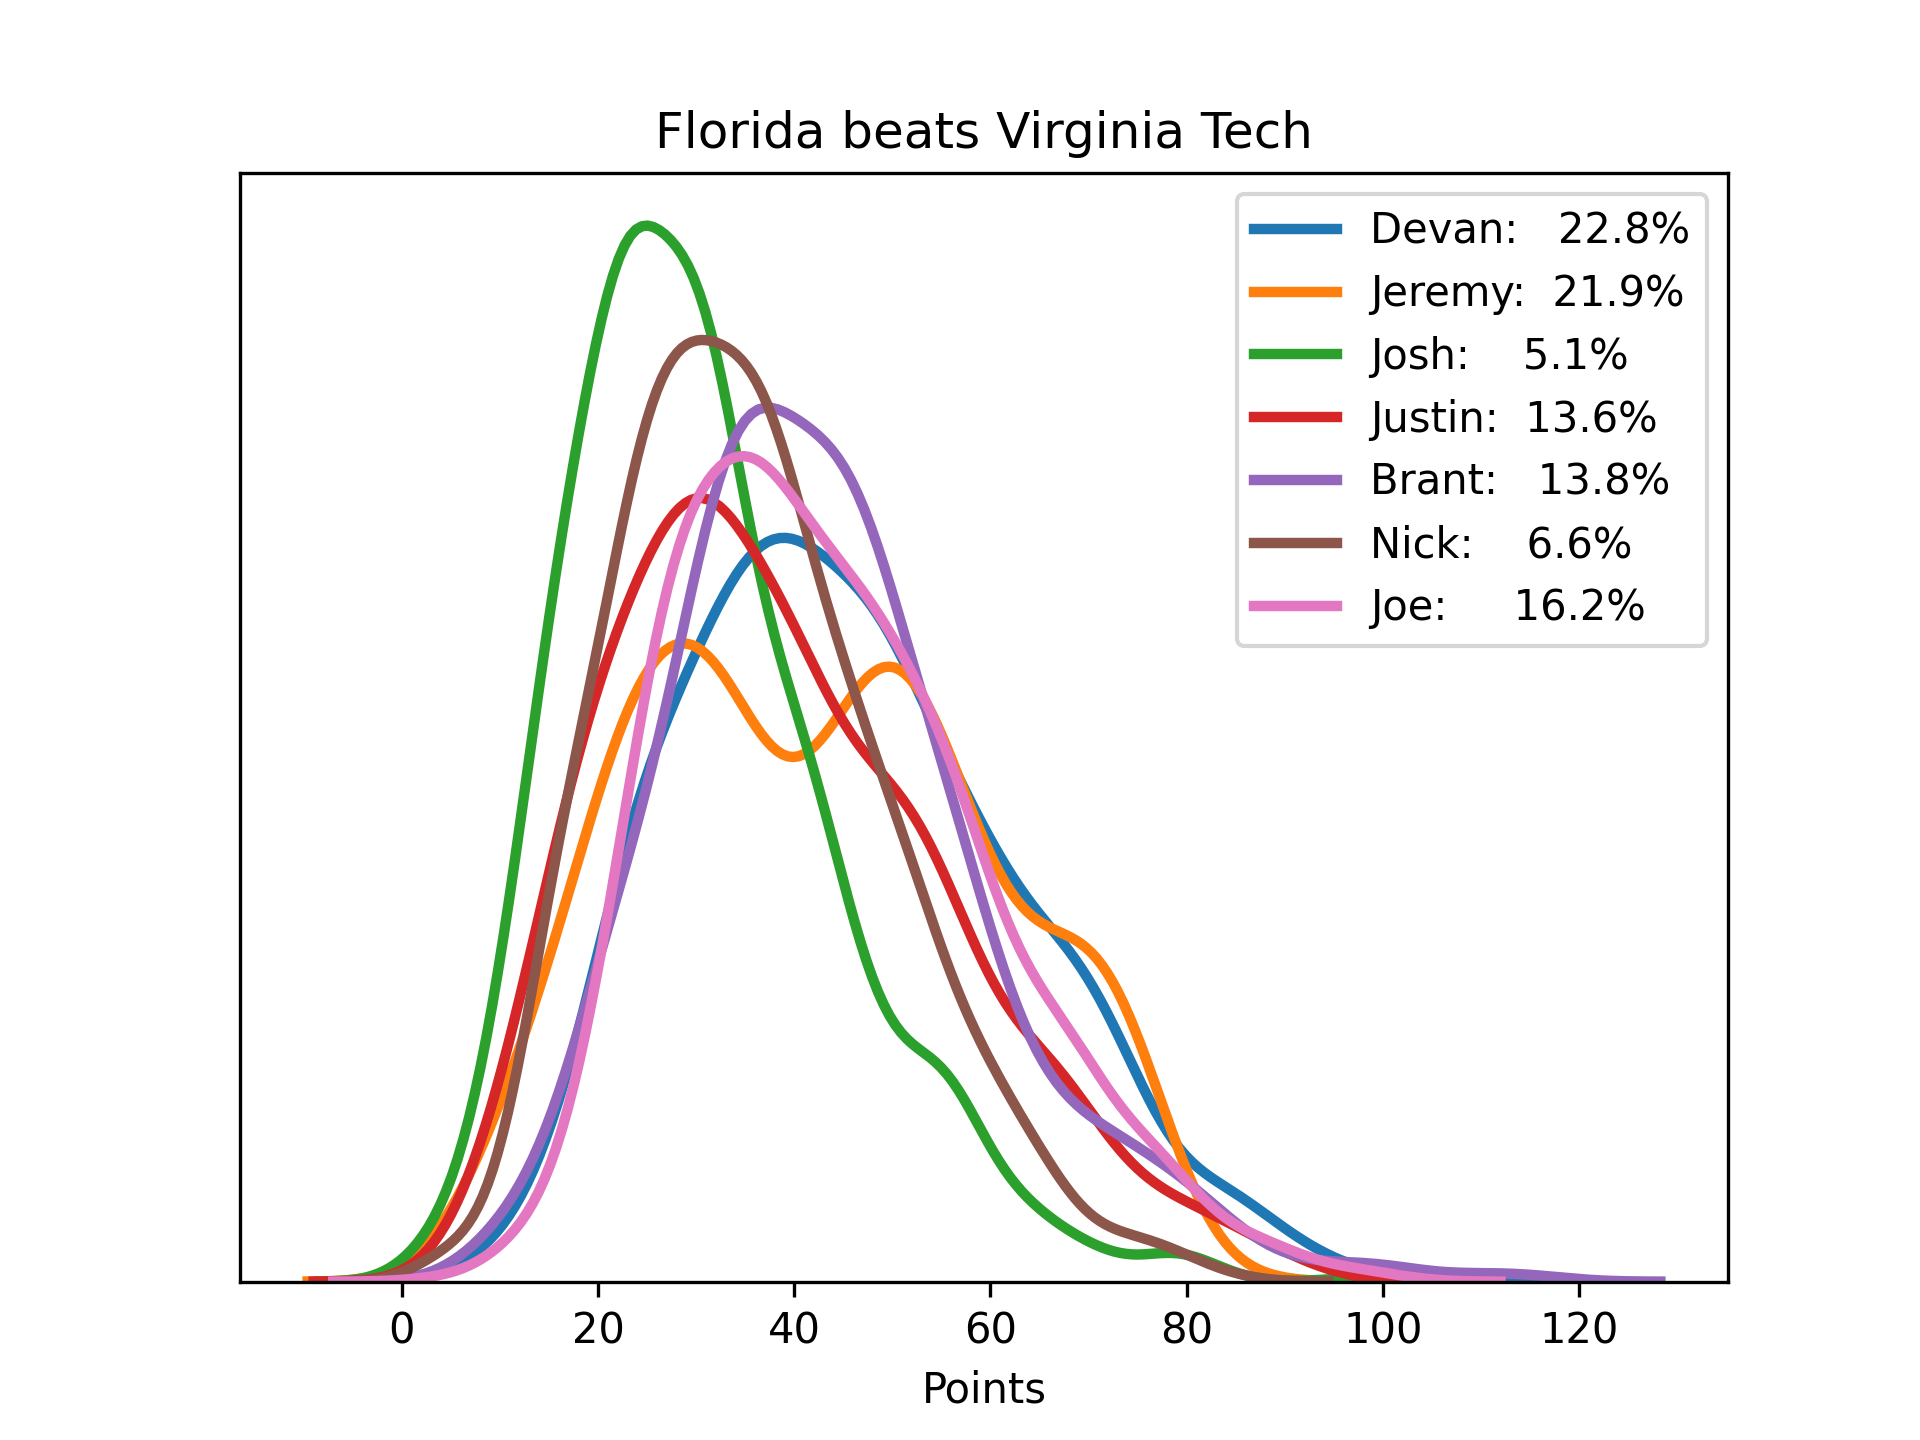 Florida beats Virginia Tech
Devan: 22.8%
Jeremy: 21.9%
Josh: 5.1%
Justin: 13.6%
Brant: 13.8%
Nick: 6.6%
Joe: 16.2%
0 20 40 60 80 100 120
Points